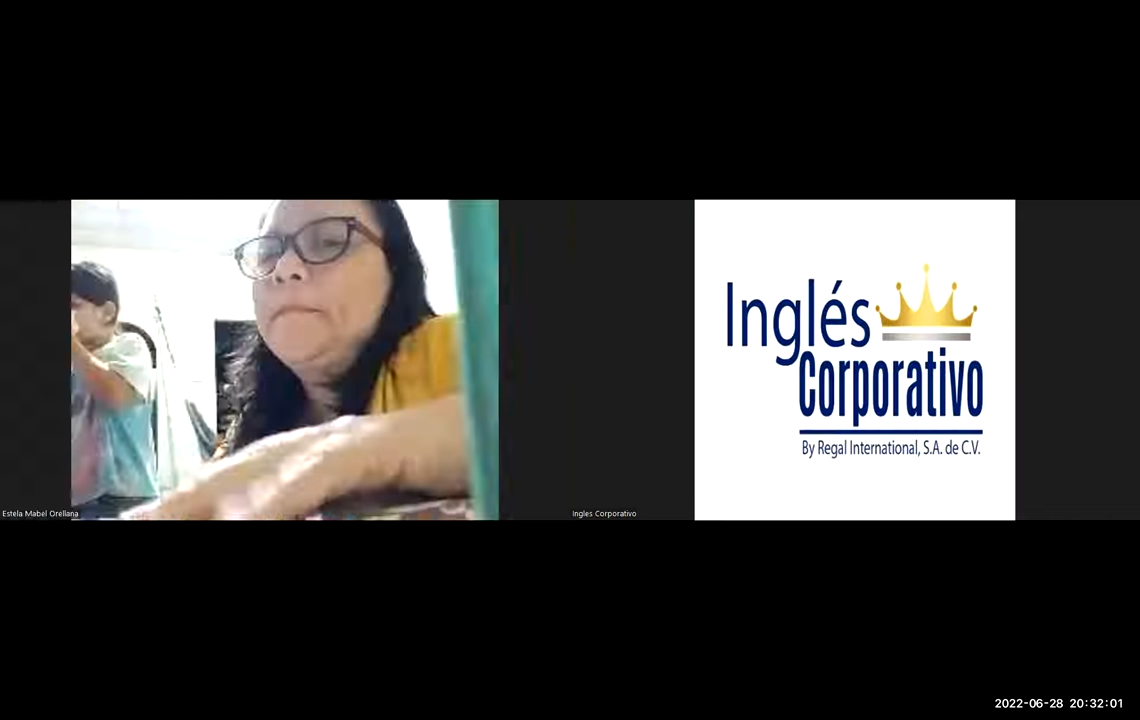 Inglés
Corporativo
By Regal International, S.A. de C.V.
Estela Mabel Orellana
Ingles Corporativo
2022-06-28 20:32:01